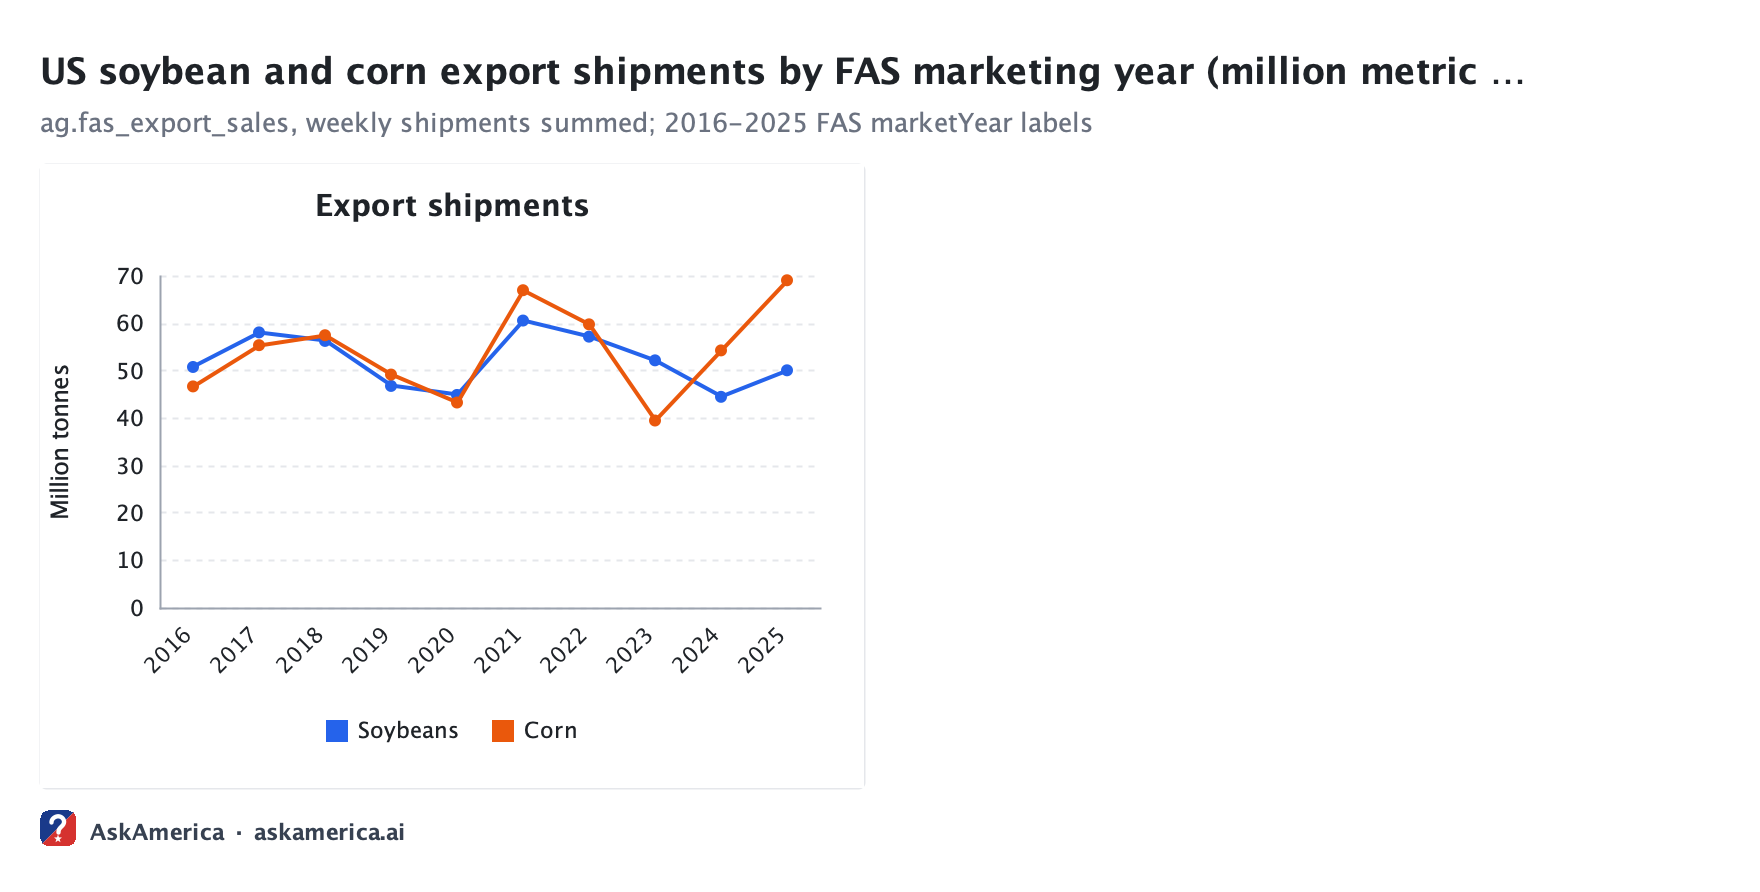 US soybean and corn export shipments by FAS marketing year (million metric …
ag.fas_export_sales, weekly shipments summed; 2016–2025 FAS marketYear labels
Export shipments
Million tonnes
70
60
50
40
30
20
10
0
2016
2017
2018
2019
2020
2021
2022
2023
2024
2025
Soybeans
Corn
AskAmerica · askamerica.ai